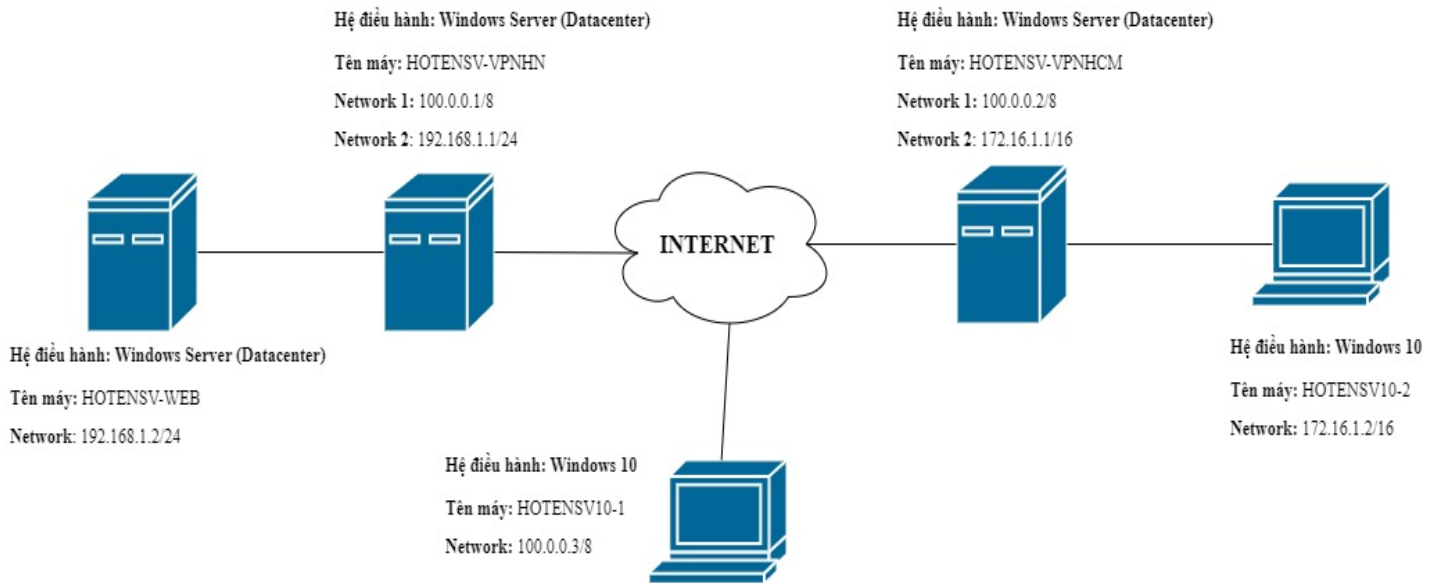 Hệ điều hành: Windows Server (Datacenter)
Tên máy: HOTENSV-VPNHN
Network 1: 100.0.0.1/8
Network 2: 192.168.1.1/24
Hệ điều hành: Windows Server (Datacenter)
Tên máy: HOTENSV-VPNHCM
Network 1: 100.0.0.2/8
Network 2: 172.16.1.1/16
INTERNET
Hệ điều hành: Windows Server (Datacenter)
Tên máy: HOTENSV-WEB
Network: 192.168.1.2/24
Hệ điều hành: Windows 10
Tên máy: HOTENSV10-2
Network: 172.16.1.2/16
Hệ điều hành: Windows 10
Tên máy: HOTENSV10-1
Network: 100.0.0.3/8